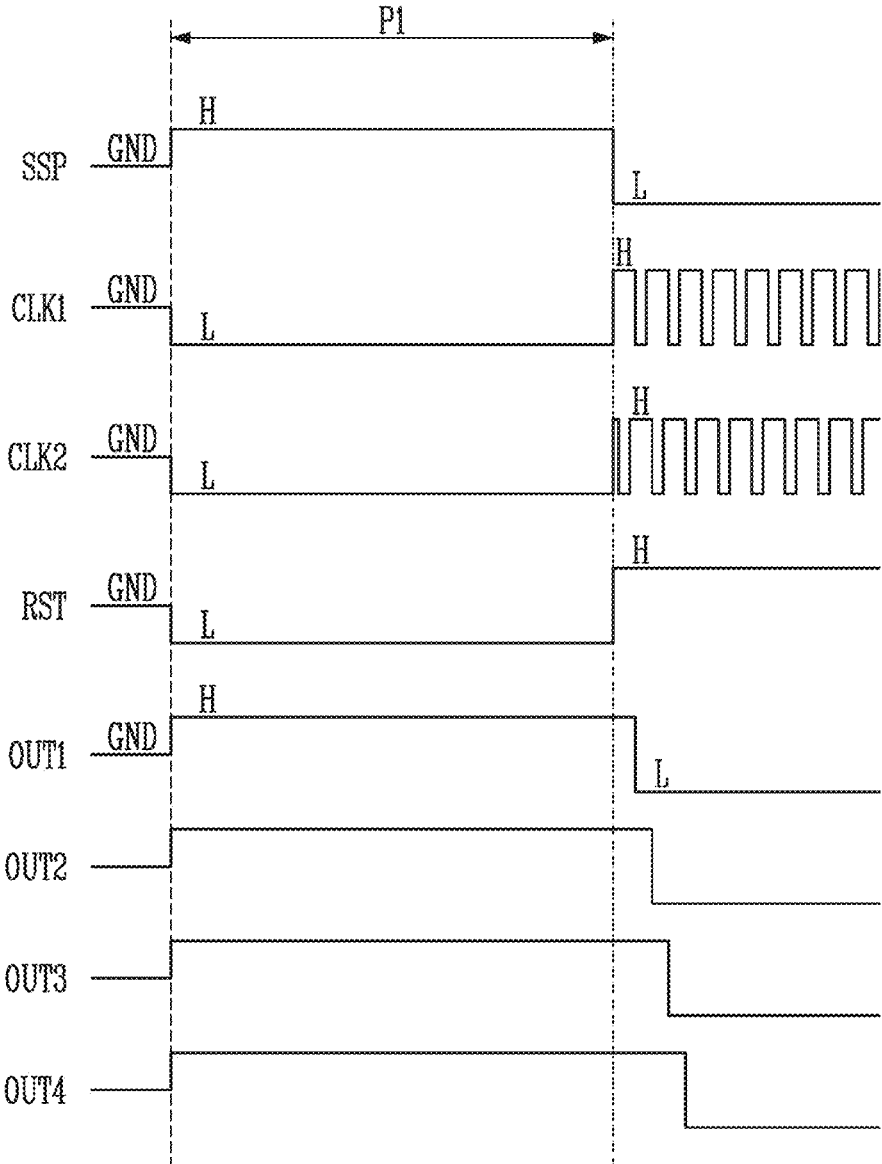 P1
SSP GND H L
CLK1 GND L H
CLK2 GND L H
RST GND L H
OUT1 GND H L
OUT2
OUT3
OUT4